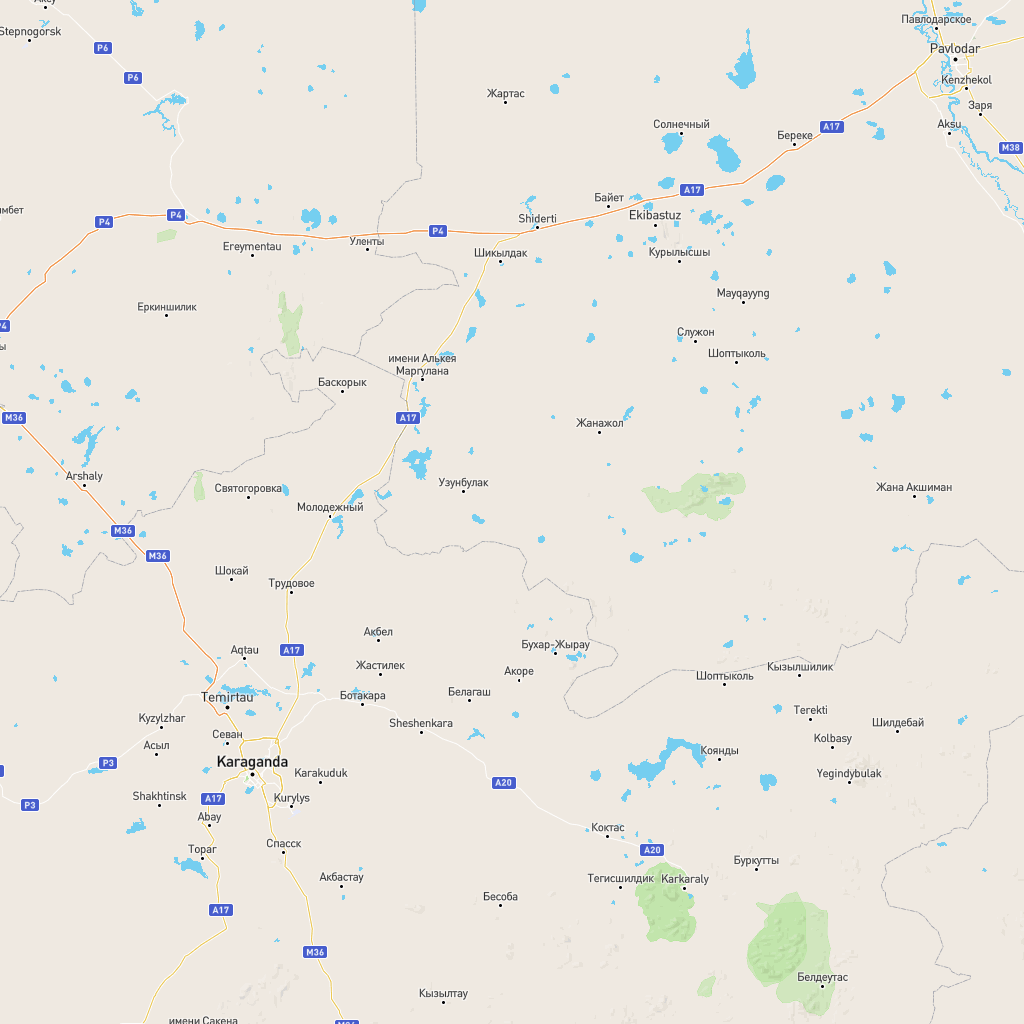 Stepnogorsk
P6
P6
Павлодарское
Pavlodar
Kenzhekol
Заря
Aksu
M38
Жартас
Солнечный
Береке
A17
A17
Байет
Ekibastuz
Shiderti
P4
P4
P4
Уленты
Ereymentau
Шикылдак
Курылысшы
Mayqayyng
Еркиншилик
Служон
Шоптыколь
имени Алькея
Маргулана
Баскорык
M36
A17
Жанажол
Arshaly
Святогоровка
Узунбулак
Жана Акшиман
Молодежный
M36
M36
Шокай
Трудовое
Акбел
A17
Aqtau
Бухар-Жырау
Жастилек
Акоре
Кызылшилик
Шоптыколь
Temirtau
Ботакара
Белагаш
Kyzylzhar
Sheshenkara
Terekti
Шилдебай
Севан
Асыл
Kolbasy
Коянды
P3
Karaganda
Karakuduk
Yegindybulak
A20
P3
Shakhtinsk
A17
Kurylys
Abay
Коктас
Спасск
Topar
A20
Буркутты
Акбастау
Тегисшилдик
Karkaraly
Бесоба
A17
M36
Белдеутас
Кызылтау
имени Сакена